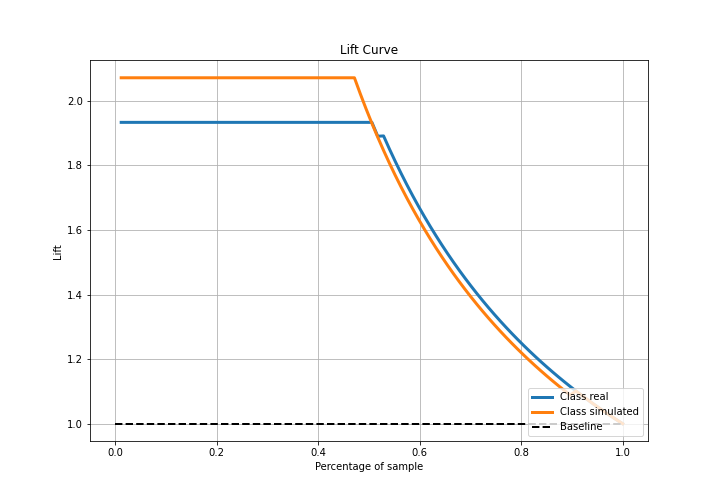 Lift Curve
Lift
2.0
1.8
1.6
1.4
1.2
1.0
0.0 0.2 0.4 0.6 0.8 1.0
Percentage of sample
Class real
Class simulated
Baseline